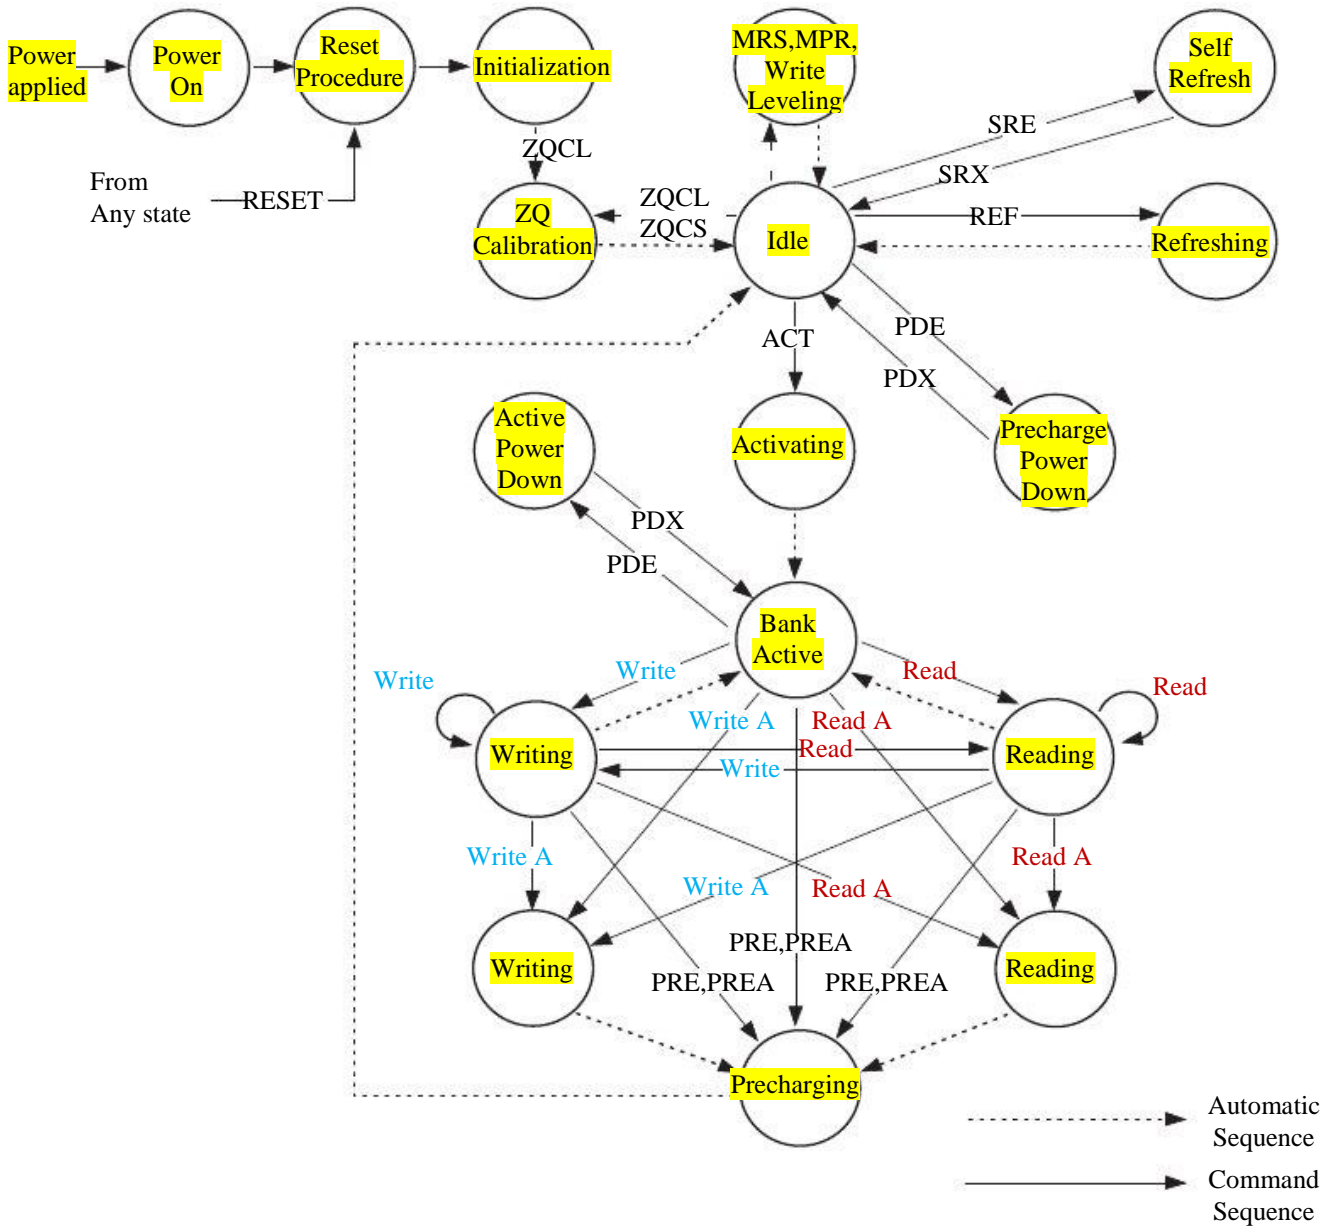 Power
applied
Power
On
Reset
Procedure
Initialization
MRS,MPR,
Write
Leveling
Self
Refresh
ZQCL
SRE
SRX
From
Any state
RESET
ZQ
Calibration
ZQCL
ZQCS
Idle
REF
Refreshing
ACT
PDE
PDX
Active
Power
Down
Activating
Precharge
Power
Down
PDX
PDE
Bank
Active
Write
Write
Read
Read
Write A
Read A
Writing
Read
Write
Reading
Write A
Write A
Read A
Read A
Writing
PRE,PREA
PRE,PREA
PRE,PREA
Reading
Precharging
Automatic
Sequence
Command
Sequence